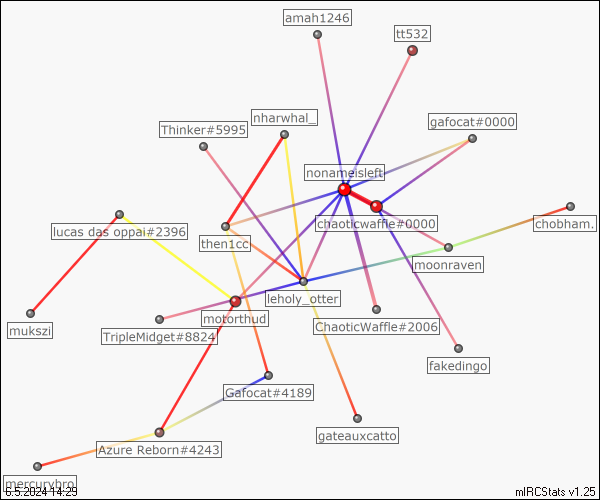 amah1246
tt532
gafocat#0000
nharwhal_
Thinker#5995
nonameisleft
chaoticwaffle#0000
chobham.
lucas das oppai#2396
then1cc
moonraven
leholy_otter
motorthud
ChaoticWaffle#2006
mukszi
TripleMidget#8824
fakedingo
Gafocat#4189
gateauxcatto
Azure Reborn#4243
mercurybro
6.5.2024 14:29
mIRCStats v1.25